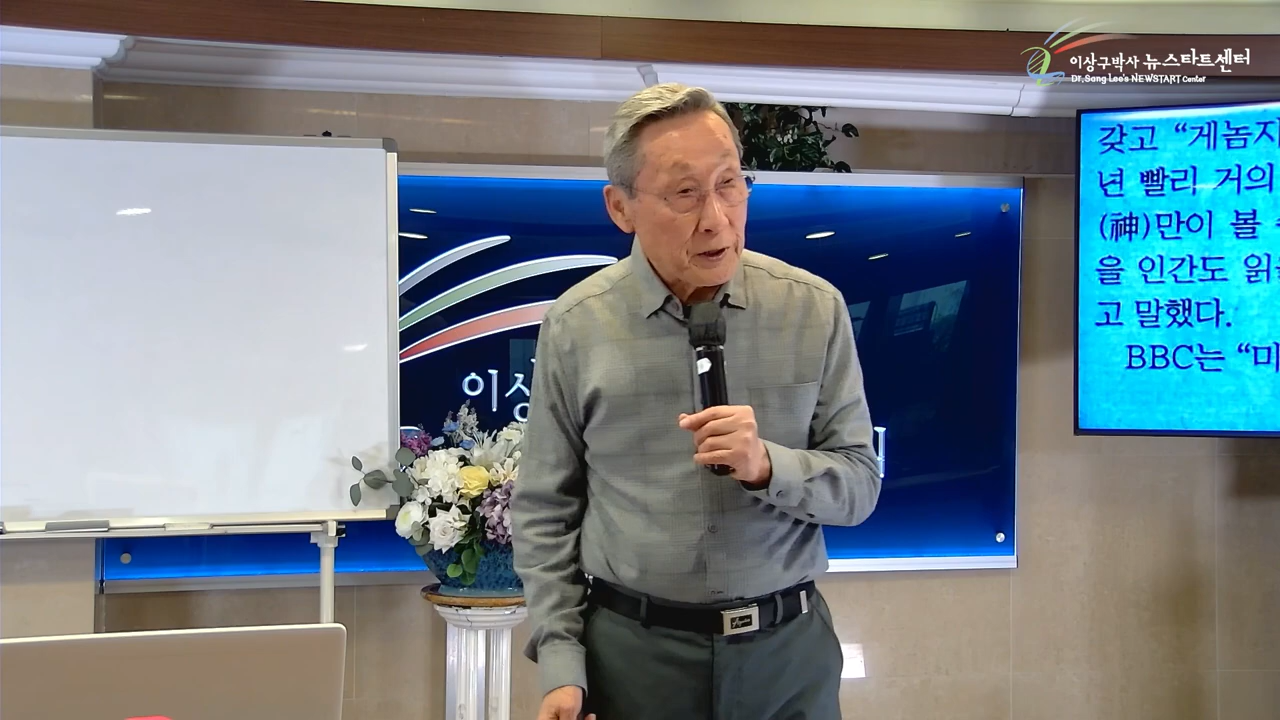 이상구박사 뉴스타트센터
Dr. Sang Lee's NEWSTART Center
갖고 “게놈지
년 빨리 거의
(神)만이 볼
을 인간도 읽
고 말했다.
BBC는 “미
이상